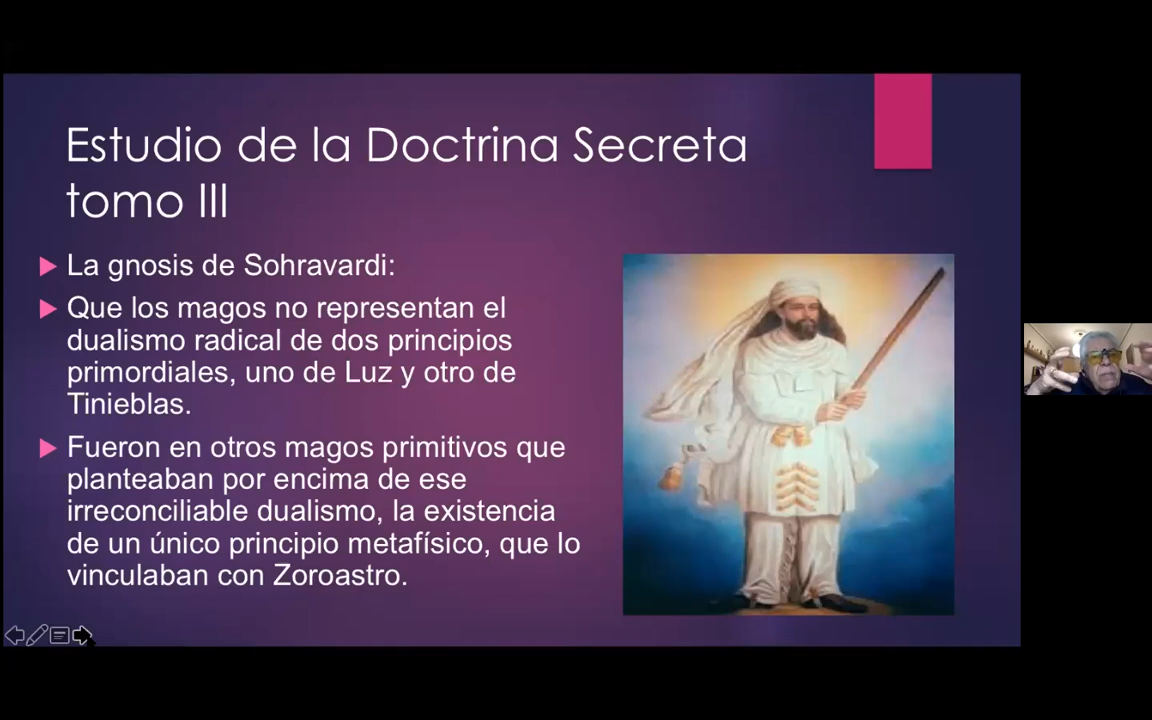 Estudio de la Doctrina Secreta
tomo III
La gnosis de Sohravardi:
Que los magos no representan el
dualismo radical de dos principios
primordiales, uno de Luz y otro de
Tinieblas.
Fueron en otros magos primitivos que
planteaban por encima de ese
irreconciliable dualismo, la existencia
de un único principio metafísico, que lo
vinculaban con Zoroastro.